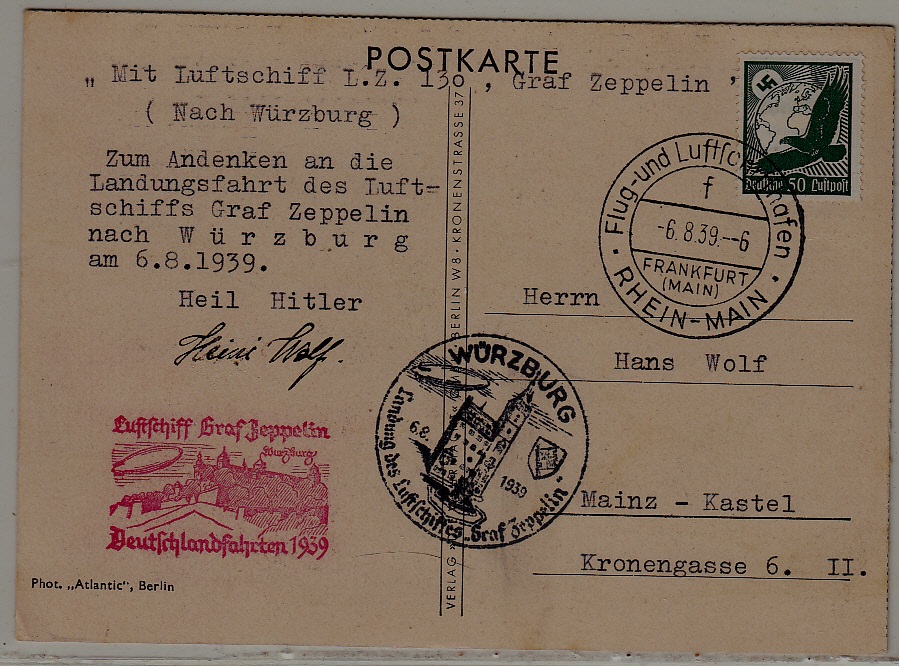 POSTKARTE
„ Mit Luftschiff L.Z. 130 , Graf Zeppelin '
( Nach Würzburg )
Zum Andenken an die
Landungsfahrt des Luft=
schiffs Graf Zeppelin
nach W ü r z b u r g
am 6.8.1939.
Heil Hitler
Heini Wolf.
Luftschiff Graf Zeppelin
Würzburg
Deutschlandfahrten 1939
Phot. „Atlantic", Berlin
VERLAG
BERLIN W 8 · KRONENSTRASSE 37
WÜRZBURG
6.8.
1939
Landung des Luftschiffes „Graf Zeppelin"
Deutsche 50 Luftpost
Flug- und Luftschiffhafen
f
-6.8.39.--6
FRANKFURT
(MAIN)
· RHEIN-MAIN ·
Herrn
Hans Wolf
Mainz - Kastel
Kronengasse 6. II.